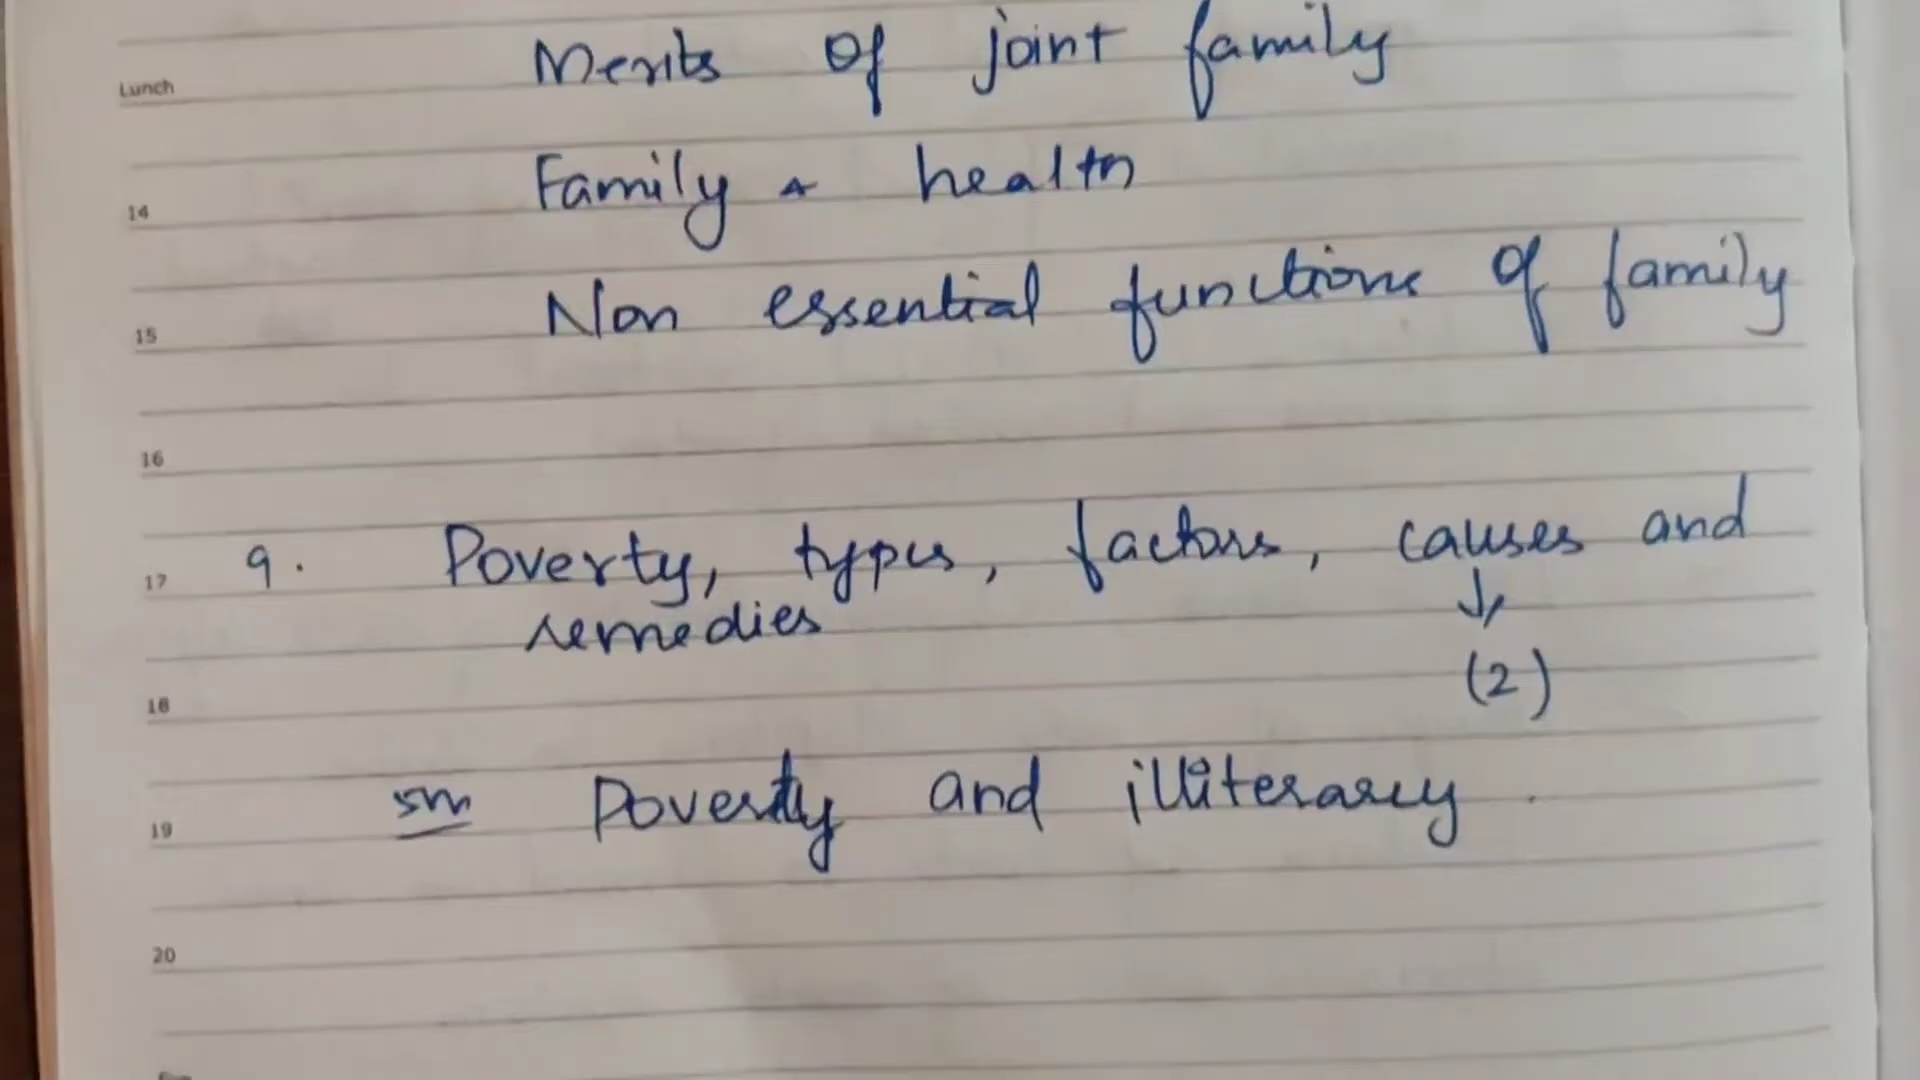 Lunch
Merits of joint family
14
Family & health
15
Non essential functions of family
16
17
9. Poverty, types, factors, causes and
remedies
↓
(2)
18
19
5m Poverty and illiteracy.
20